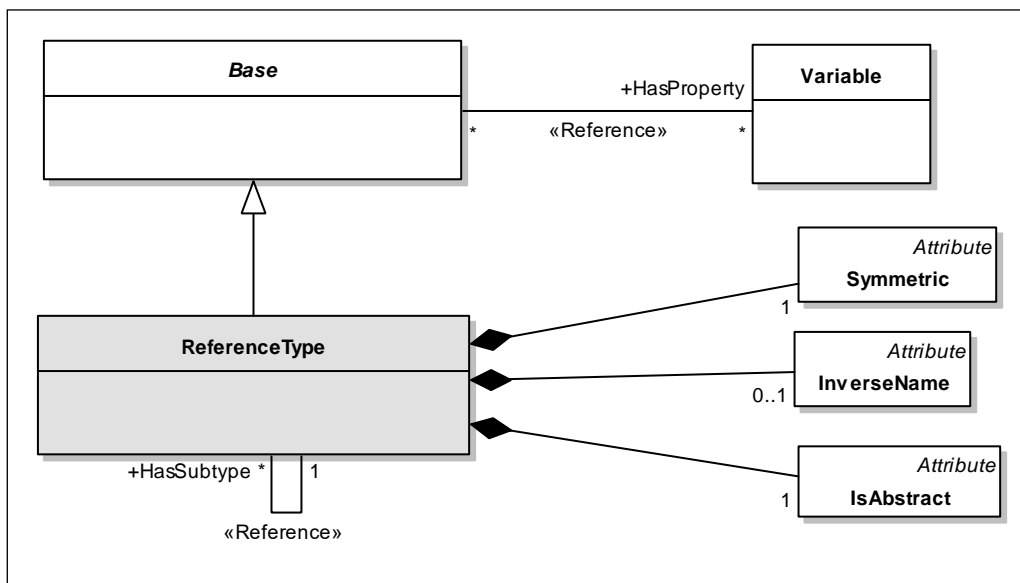 Base
Variable
+HasProperty
* «Reference» *
Attribute
Symmetric
1
ReferenceType
Attribute
InverseName
0..1
Attribute
IsAbstract
1
+HasSubtype * 1
«Reference»